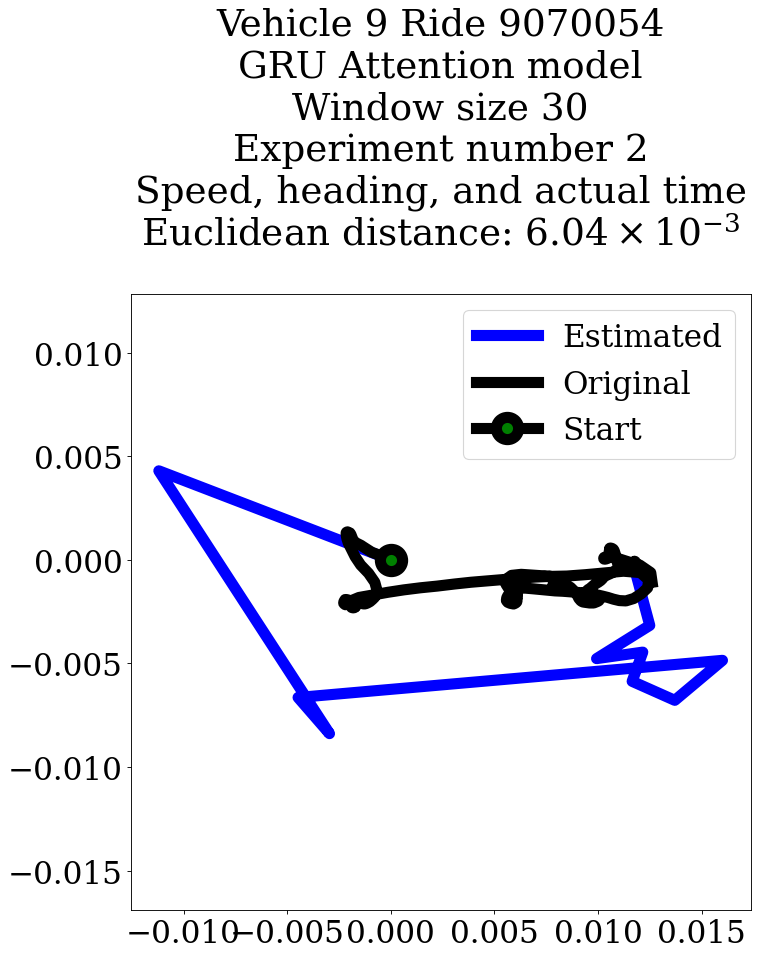 Vehicle 9 Ride 9070054
GRU Attention model
Window size 30
Experiment number 2
Speed, heading, and actual time
Euclidean distance: 6.04 × 10⁻³
Estimated
Original
Start
0.010
0.005
0.000
−0.005
−0.010
−0.015
−0.010
−0.005
0.000
0.005
0.010
0.015